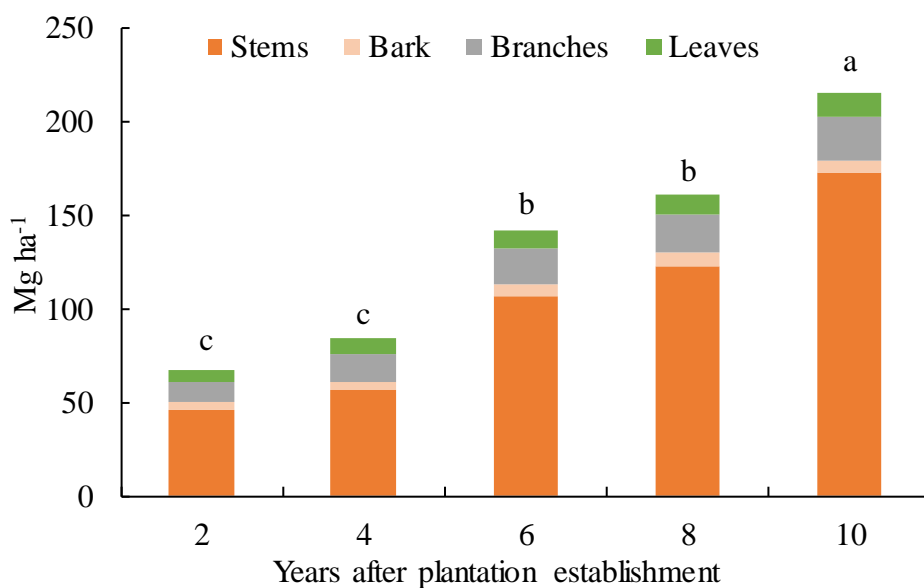 250
Stems Bark Branches Leaves
a
200
b
b
150
Mg ha-1
100
c
c
50
0
2 4 6 8 10
Years after plantation establishment